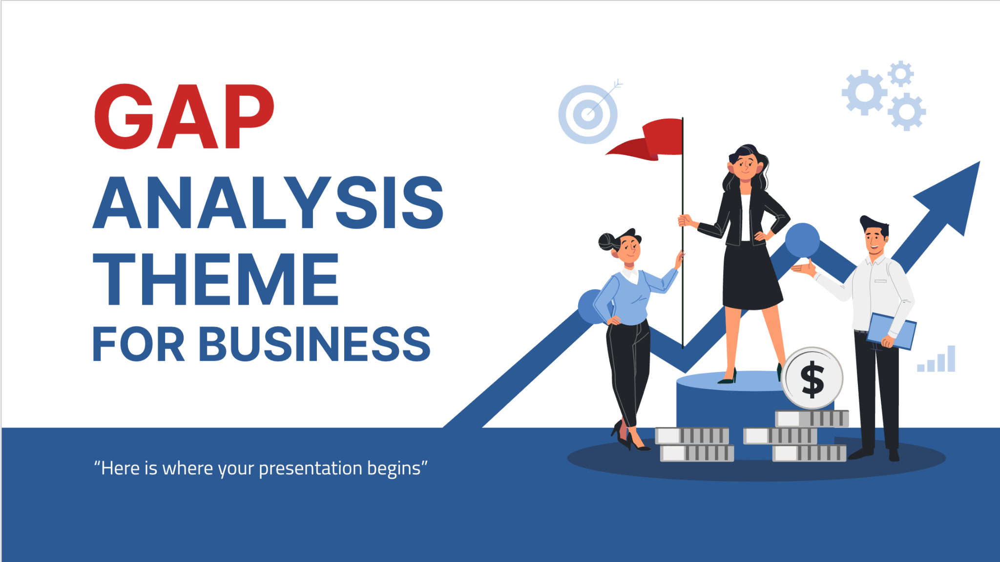 GAP
ANALYSIS
THEME
FOR BUSINESS
“Here is where your presentation begins”
$